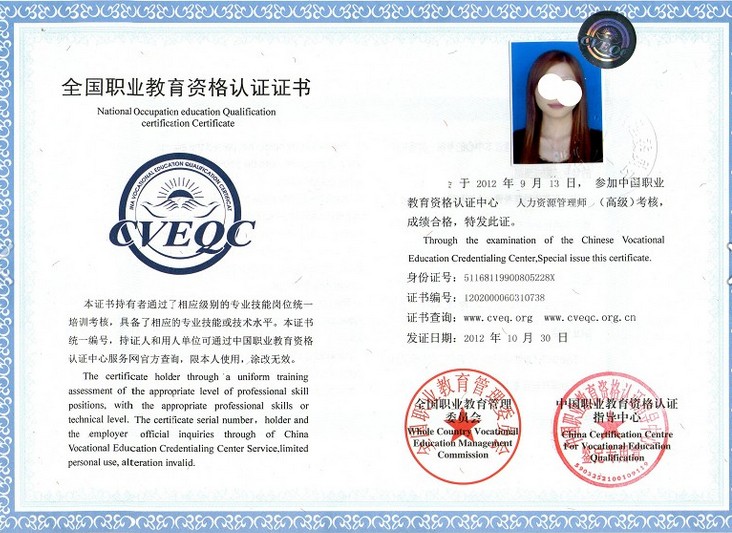 全国职业教育资格认证证书
National Occupation education Qualification
certification Certificate
CVEQC
本证书持有者通过了相应级别的专业技能岗位统一
培训考核，具备了相应的专业技能或技术水平。本证书
统一编号，持证人和用人单位可通过中国职业教育资格
认证中心服务网官方查询，限本人使用，涂改无效。
The certificate holder through a uniform training
assessment of the appropriate level of professional skill
positions, with the appropriate professional skills or
technical level. The certificate serial number, holder and
the employer official inquiries through of China
Vocational Education Credentialing Center Service.limited
personal use, alteration invalid.
CVEQC
于 2012 年 9 月 13 日， 参加中国职业
教育资格认证中心 人力资源管理师 （高级）考核，
成绩合格，特发此证。
Through the examination of the Chinese Vocational
Education Credentialing Center,Special issue this certificate.
身份证号： 51168119900805228X
证书编号： 1202000060310738
证书查询：www.cveq.org www.cveqc.org.cn
发证日期： 2012 年 10 月 30 日
全国职业教育管理
委员会
Whole Country Vocational
Education Management
Commission
中国职业教育资格认证
指导中心
China Certification Centre
For Vocational Education
Qualification